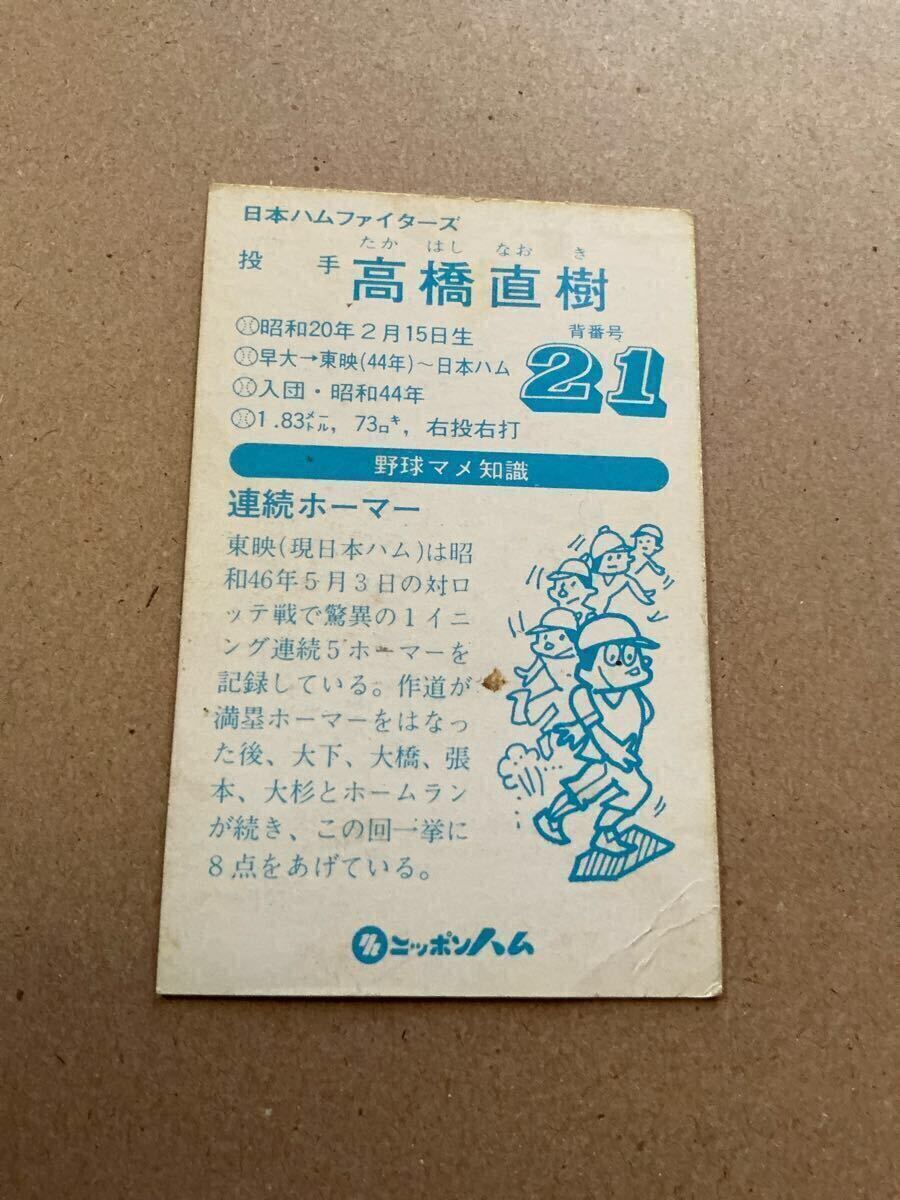 日本ハムファイターズ
たか はし なお き
投手 高橋直樹
昭和20年2月15日生
背番号
21
早大→東映(44年)~日本ハム
入団・昭和44年
1.83メートル, 73キロ, 右投右打
野球マメ知識
連続ホーマー
東映(現日本ハム)は昭
和46年5月3日の対ロ
ッテ戦で驚異の1イニ
ング連続5ホーマーを
記録している。作道が
満塁ホーマーをはなっ
た後、大下、大橋、張
本、大杉とホームラン
が続き、この回一挙に
8点をあげている。
ニッポンハム